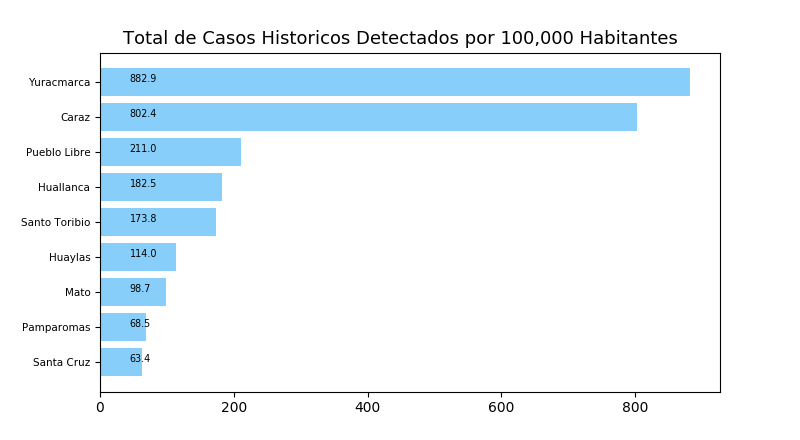 Total de Casos Historicos Detectados por 100,000 Habitantes
Yuracmarca 882.9
Caraz 802.4
Pueblo Libre 211.0
Huallanca 182.5
Santo Toribio 173.8
Huaylas 114.0
Mato 98.7
Pamparomas 68.5
Santa Cruz 63.4
0 200 400 600 800